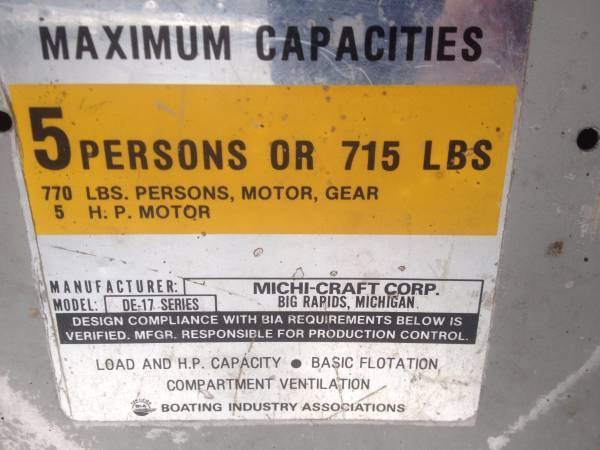 MAXIMUM CAPACITIES
5 PERSONS OR 715 LBS
770 LBS. PERSONS, MOTOR, GEAR
5 H. P. MOTOR
MANUFACTURER: MICHI-CRAFT CORP.
MODEL: DE-17 SERIES BIG RAPIDS, MICHIGAN
DESIGN COMPLIANCE WITH BIA REQUIREMENTS BELOW IS
VERIFIED. MFGR. RESPONSIBLE FOR PRODUCTION CONTROL.
LOAD AND H.P. CAPACITY ● BASIC FLOTATION
COMPARTMENT VENTILATION
BOATING INDUSTRY ASSOCIATIONS